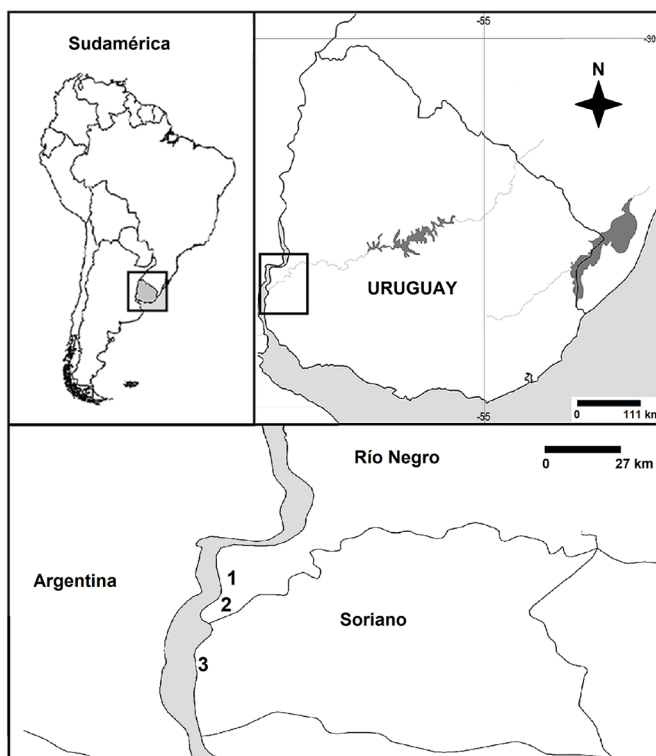 Sudamérica
-55
-30
N
URUGUAY
-55
0 111 km
Río Negro
0 27 km
Argentina
1
2
Soriano
3